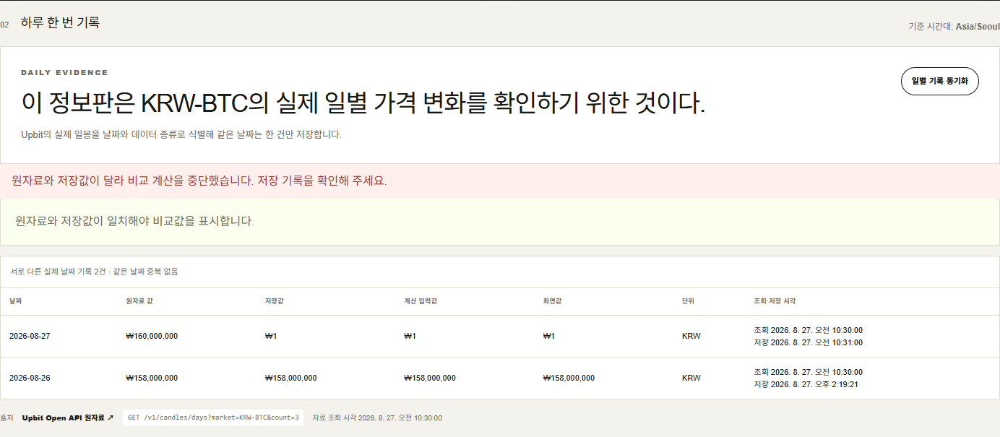 02 하루 한 번 기록
기준 시간대: Asia/Seoul
DAILY EVIDENCE
일별 기록 동기화
이 정보판은 KRW-BTC의 실제 일별 가격 변화를 확인하기 위한 것이다.
Upbit의 실제 일봉을 날짜와 데이터 종류로 식별해 같은 날짜는 한 건만 저장합니다.
원자료와 저장값이 달라 비교 계산을 중단했습니다. 저장 기록을 확인해 주세요.
원자료와 저장값이 일치해야 비교값을 표시합니다.
서로 다른 실제 날짜 기록 2건 · 같은 날짜 중복 없음
날짜 원자료 값 저장값 계산 입력값 화면값 단위 조회·저장 시각
2026-08-27 ₩160,000,000 ₩1 ₩1 ₩1 KRW 조회 2026. 8. 27. 오전 10:30:00
저장 2026. 8. 27. 오전 10:31:00
2026-08-26 ₩158,000,000 ₩158,000,000 ₩158,000,000 ₩158,000,000 KRW 조회 2026. 8. 27. 오전 10:30:00
저장 2026. 8. 27. 오후 2:19:21
출처 Upbit Open API 원자료 ↗ GET /v1/candles/days?market=KRW-BTC&count=3 자료 조회 시각 2026. 8. 27. 오전 10:30:00